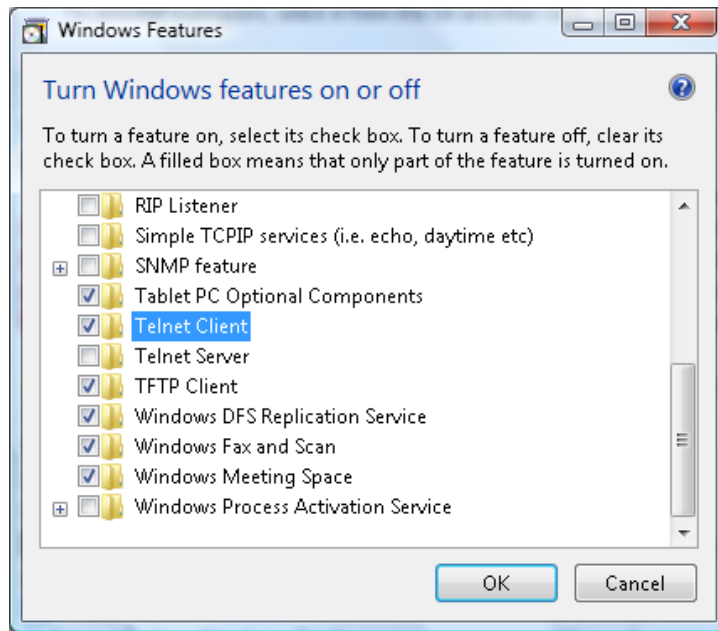 Windows Features
Turn Windows features on or off
To turn a feature on, select its check box. To turn a feature off, clear its
check box. A filled box means that only part of the feature is turned on.
RIP Listener
Simple TCPIP services (i.e. echo, daytime etc)
SNMP feature
Tablet PC Optional Components
Telnet Client
Telnet Server
TFTP Client
Windows DFS Replication Service
Windows Fax and Scan
Windows Meeting Space
Windows Process Activation Service
OK Cancel